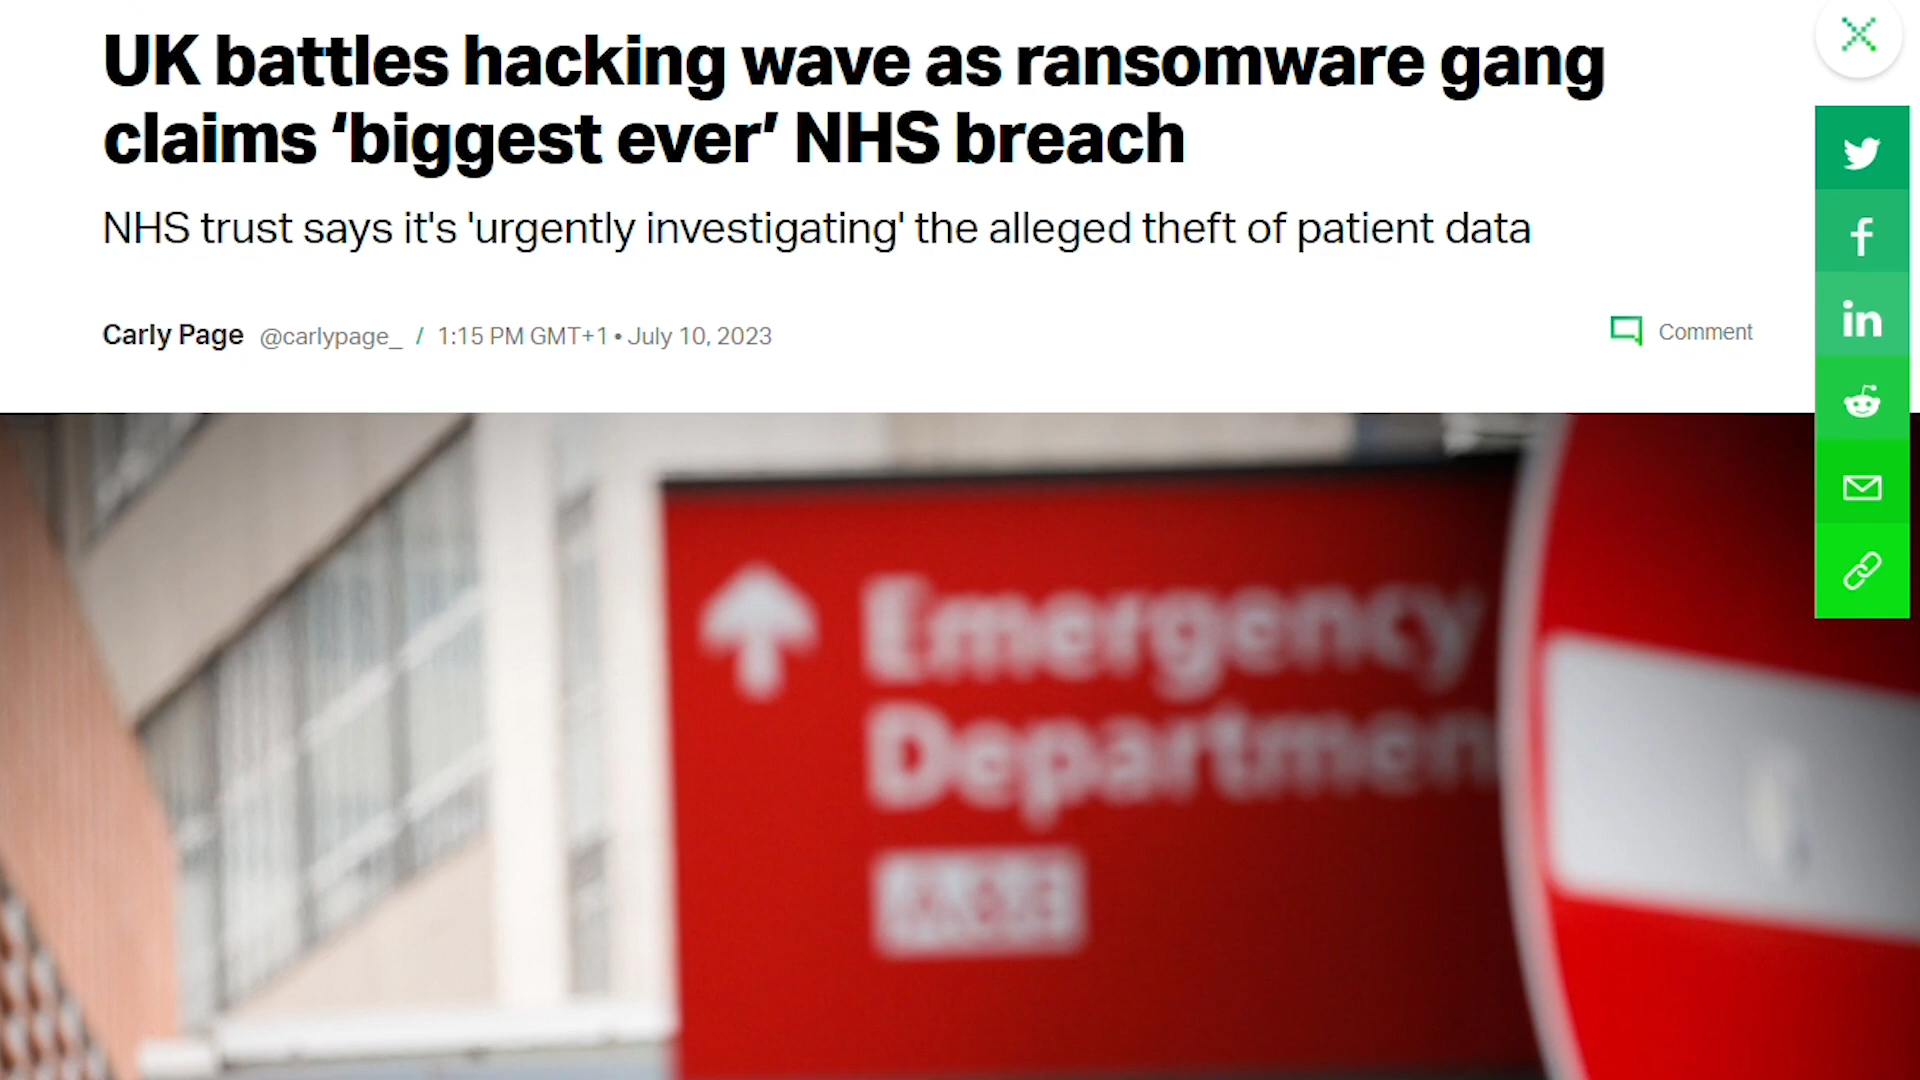 UK battles hacking wave as ransomware gang
claims ‘biggest ever’ NHS breach
NHS trust says it's 'urgently investigating' the alleged theft of patient data
Carly Page @carlypage_ / 1:15 PM GMT+1 • July 10, 2023
Comment
Emergency
Departmen